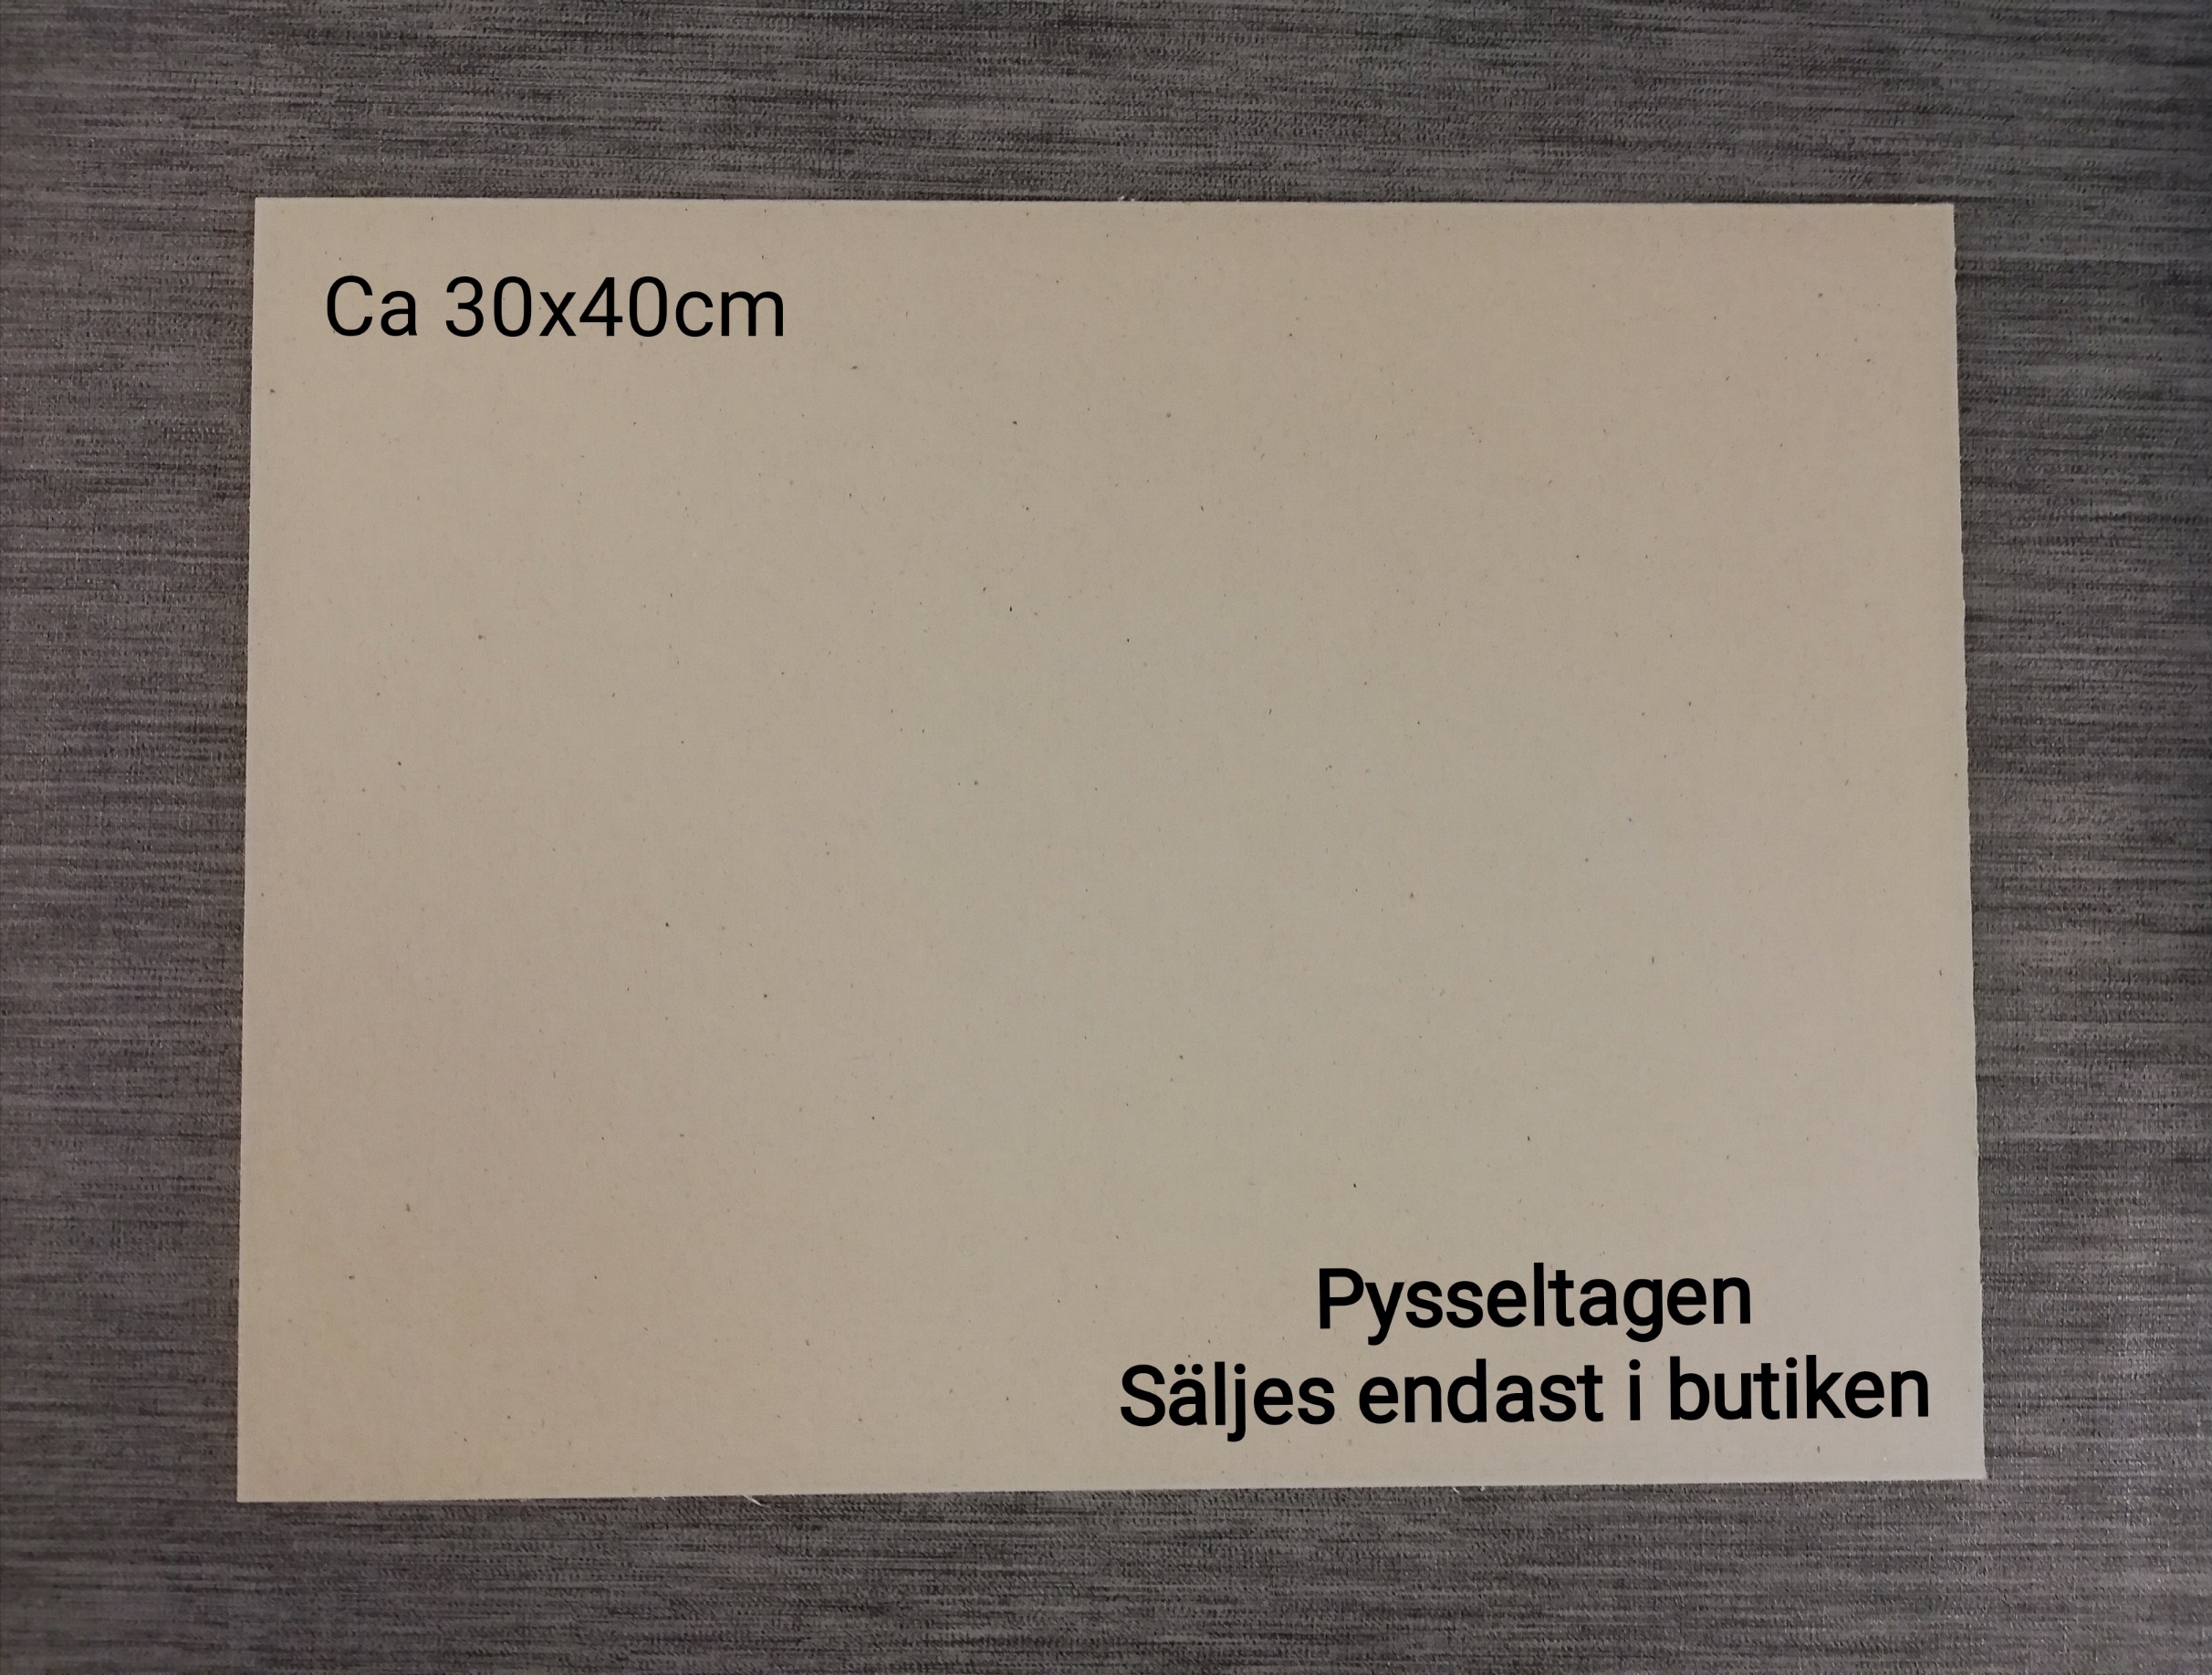 Ca 30x40cm
Pysseltagen
Säljes endast i butiken